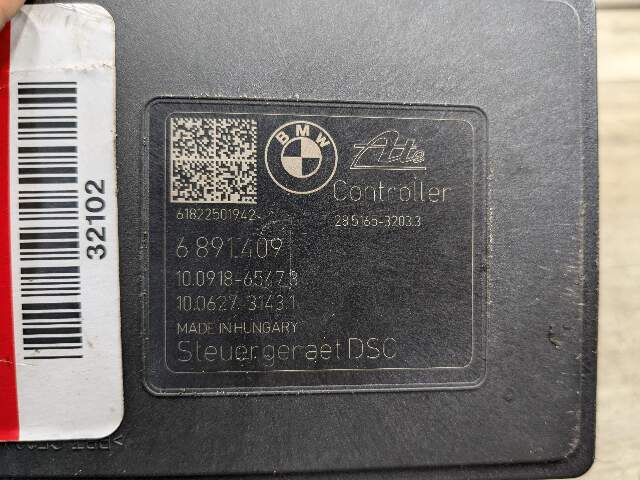 32102
BMW
Ate
Controller
61822501942
28.5165-3203.3
6 891.409
10.0918-6547.3
10.0627-3143.1
MADE IN HUNGARY
Steuergeraet DSC